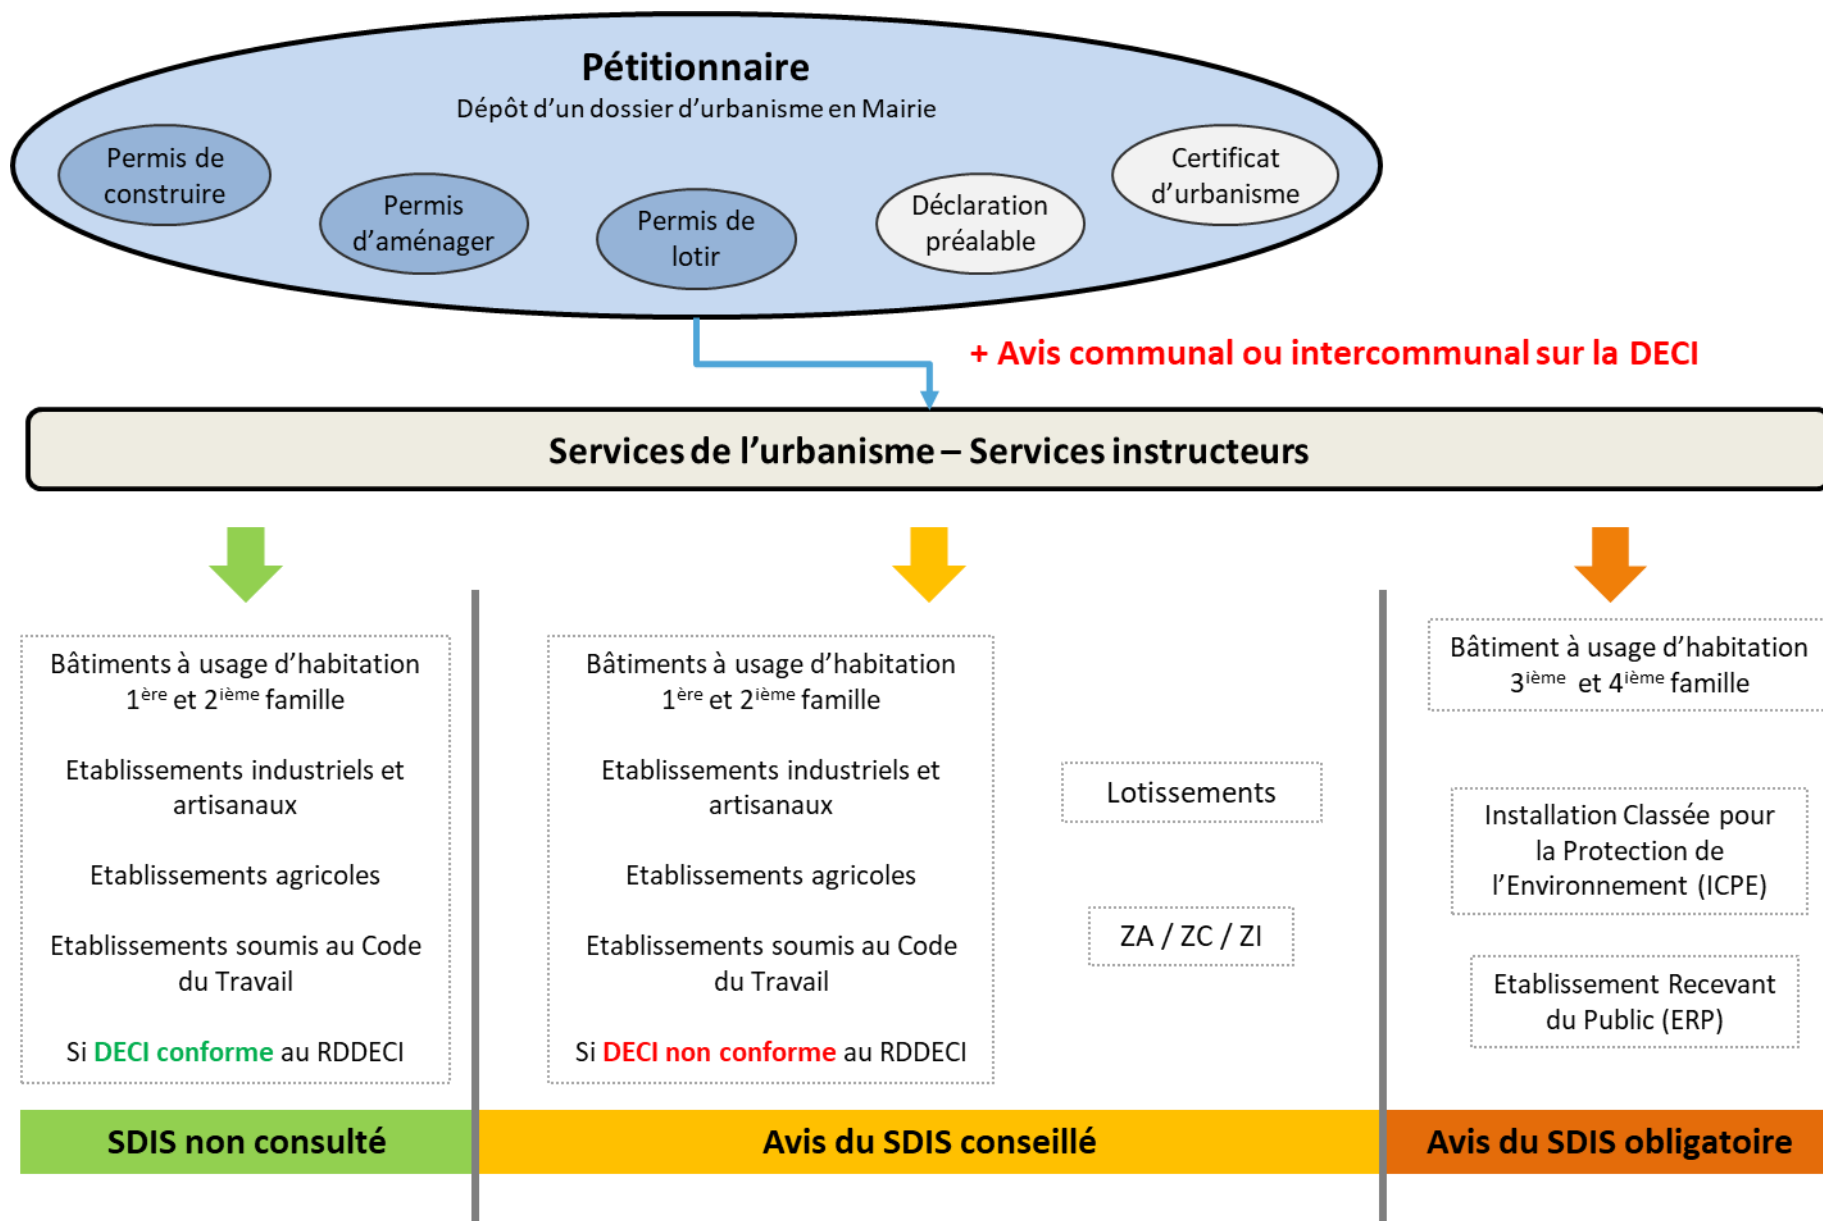 Pétitionnaire
Dépôt d’un dossier d’urbanisme en Mairie
Permis de
construire
Permis
d’aménager
Permis de
lotir
Déclaration
préalable
Certificat
d’urbanisme
+ Avis communal ou intercommunal sur la DECI
Services de l’urbanisme – Services instructeurs
Bâtiments à usage d’habitation
1ère et 2ième famille
Etablissements industriels et
artisanaux
Etablissements agricoles
Etablissements soumis au Code
du Travail
Si DECI conforme au RDDECI
SDIS non consulté
Bâtiments à usage d’habitation
1ère et 2ième famille
Etablissements industriels et
artisanaux
Etablissements agricoles
Etablissements soumis au Code
du Travail
Si DECI non conforme au RDDECI
Lotissements
ZA / ZC / ZI
Avis du SDIS conseillé
Bâtiment à usage d’habitation
3ième et 4ième famille
Installation Classée pour
la Protection de
l’Environnement (ICPE)
Etablissement Recevant
du Public (ERP)
Avis du SDIS obligatoire